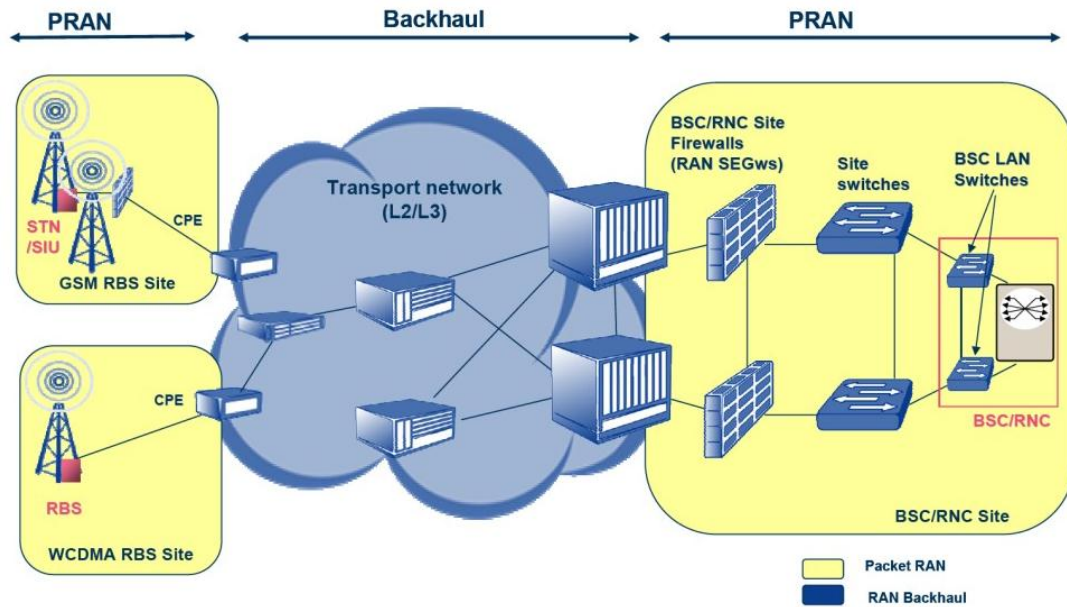 PRAN
Backhaul
PRAN
BSC/RNC Site
Firewalls
(RAN SEGws)
Site
switches
BSC LAN
Switches
Transport network
(L2/L3)
CPE
STN
/SIU
GSM RBS Site
CPE
RBS
WCDMA RBS Site
BSC/RNC
BSC/RNC Site
Packet RAN
RAN Backhaul